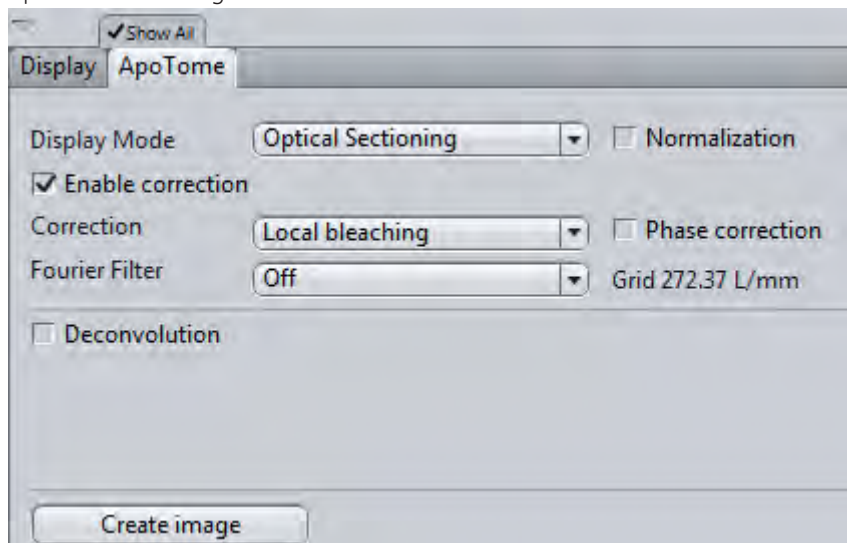 Show All
Display ApoTome
Display Mode Optical Sectioning Normalization
Enable correction
Correction Local bleaching Phase correction
Fourier Filter Off Grid 272.37 L/mm
Deconvolution
Create image